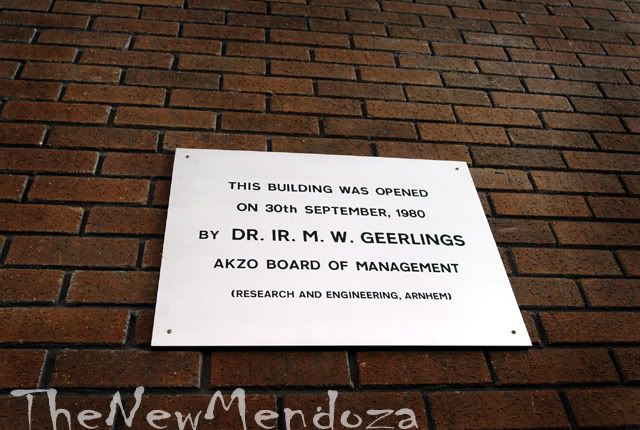 THIS BUILDING WAS OPENED
ON 30th SEPTEMBER, 1980
BY DR. IR. M. W. GEERLINGS
AKZO BOARD OF MANAGEMENT
(RESEARCH AND ENGINEERING, ARNHEM)
TheNewMendoza